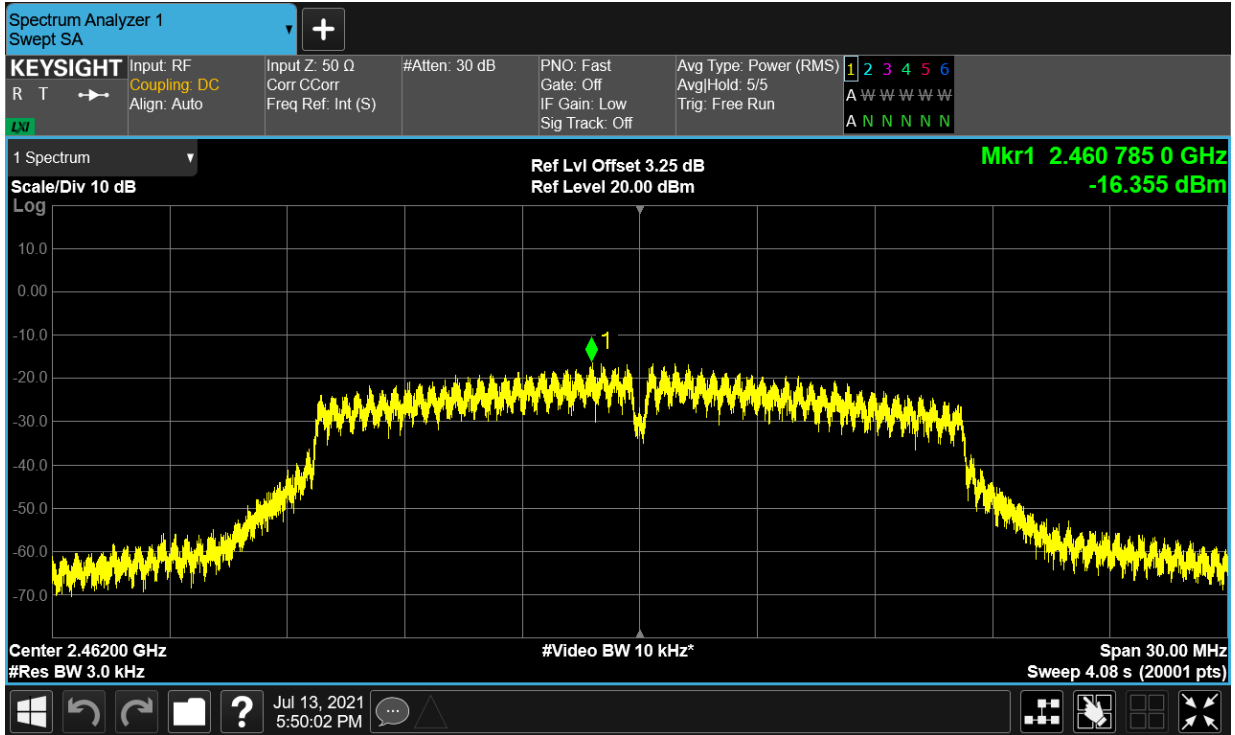 Spectrum Analyzer 1
Swept SA
+
KEYSIGHT
R T
LXI
Input: RF
Coupling: DC
Align: Auto
Input Z: 50 Ω
Corr CCorr
Freq Ref: Int (S)
#Atten: 30 dB
PNO: Fast
Gate: Off
IF Gain: Low
Sig Track: Off
Avg Type: Power (RMS)
Avg|Hold: 5/5
Trig: Free Run
1 2 3 4 5 6
A W W W W W
A N N N N N
1 Spectrum
Scale/Div 10 dB
Log
Ref Lvl Offset 3.25 dB
Ref Level 20.00 dBm
Mkr1 2.460 785 0 GHz
-16.355 dBm
10.0
0.00
-10.0
1
-20.0
-30.0
-40.0
-50.0
-60.0
-70.0
Center 2.46200 GHz
#Video BW 10 kHz*
Span 30.00 MHz
#Res BW 3.0 kHz
Sweep 4.08 s (20001 pts)
?
Jul 13, 2021
5:50:02 PM